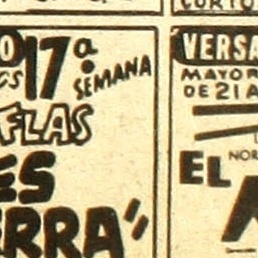 CORTO
17ª SEMANA
FLAS
ES
ERRA"
VERSA
MAYOR
DE 21 A
NOR
EL